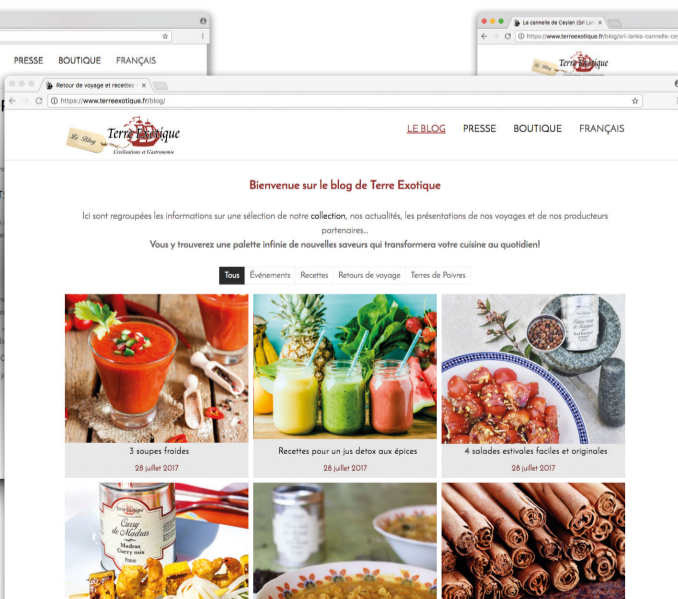 PRESSE BOUTIQUE FRANÇAIS
La cannelle de Ceylan (Sri Lan
https://www.terreexotique.fr/blog/sri-lanka-cannelle-cey
Terre Exotique
Retour de voyage et recettes -
https://www.terreexotique.fr/blog/
Le Blog
Terre Exotique
Civilisations et Gastronomie
LE BLOG PRESSE BOUTIQUE FRANÇAIS
Bienvenue sur le blog de Terre Exotique
Ici sont regroupées les informations sur une sélection de notre collection, nos actualités, les présentations de nos voyages et de nos producteurs
partenaires...
Vous y trouverez une palette infinie de nouvelles saveurs qui transformera votre cuisine au quotidien!
Tous Événements Recettes Retours de voyage Terres de Poivres
3 soupes froides
28 juillet 2017
Recettes pour un jus detox aux épices
28 juillet 2017
4 salades estivales faciles et originales
28 juillet 2017
Terre Exotique
Curry
de Madras
Madras
Curry mix